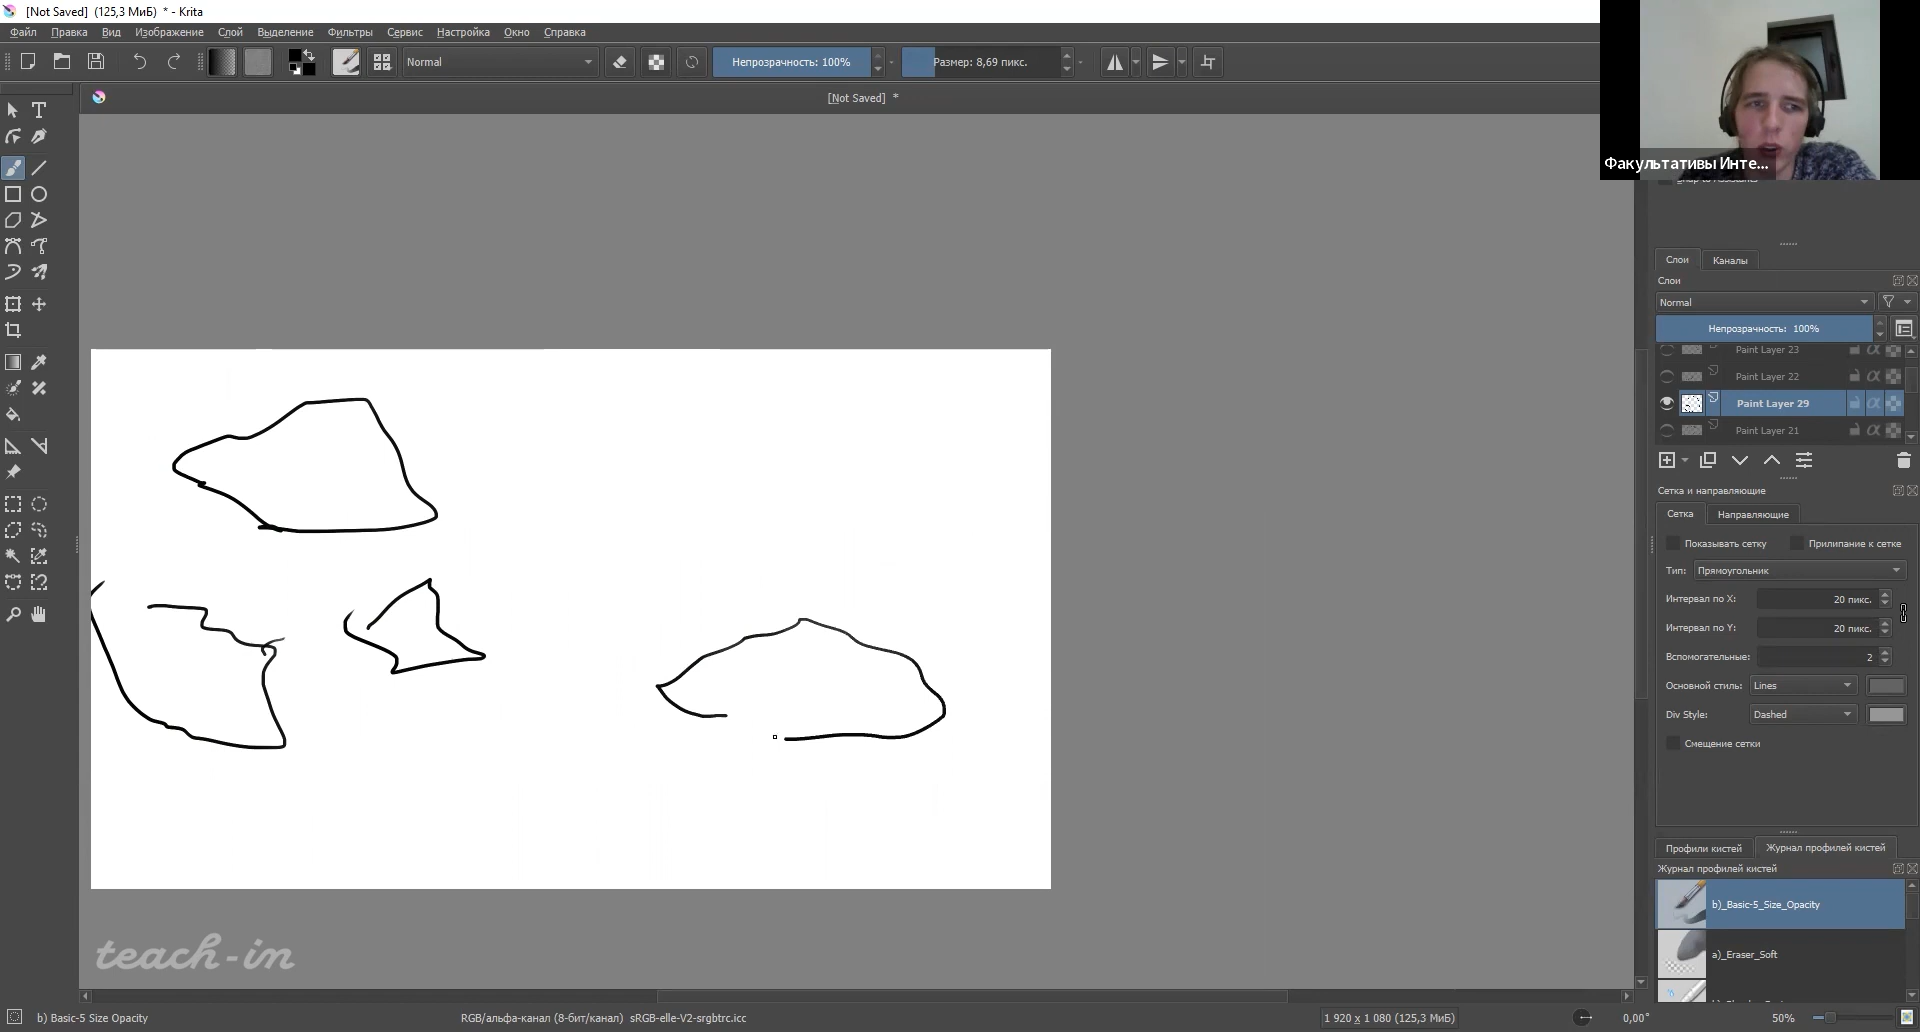 [Not Saved]  (125,3 МиБ)  * - Krita
Файл Правка Вид Изображение Слой Выделение Фильтры Сервис Настройка Окно Справка
Normal Непрозрачность: 100% Размер: 8,69 пикс.
[Not Saved]  *
Факультативы Инте...
Слои Каналы
Слои
Normal
Непрозрачность: 100%
Paint Layer 23
Paint Layer 22
Paint Layer 29
Paint Layer 21
Сетка и направляющие
Сетка Направляющие
Показывать сетку Прилипание к сетке
Тип: Прямоугольник
Интервал по X: 20 пикс.
Интервал по Y: 20 пикс.
Вспомогательные: 2
Основной стиль: Lines
Div Style: Dashed
Смещение сетки
Профили кистей Журнал профилей кистей
Журнал профилей кистей
b)_Basic-5_Size_Opacity
a)_Eraser_Soft
teach-in
b) Basic-5 Size Opacity RGB/альфа-канал (8-бит/канал)  sRGB-elle-V2-srgbtrc.icc 1 920 x 1 080 (125,3 МиБ) 0,00° 50%